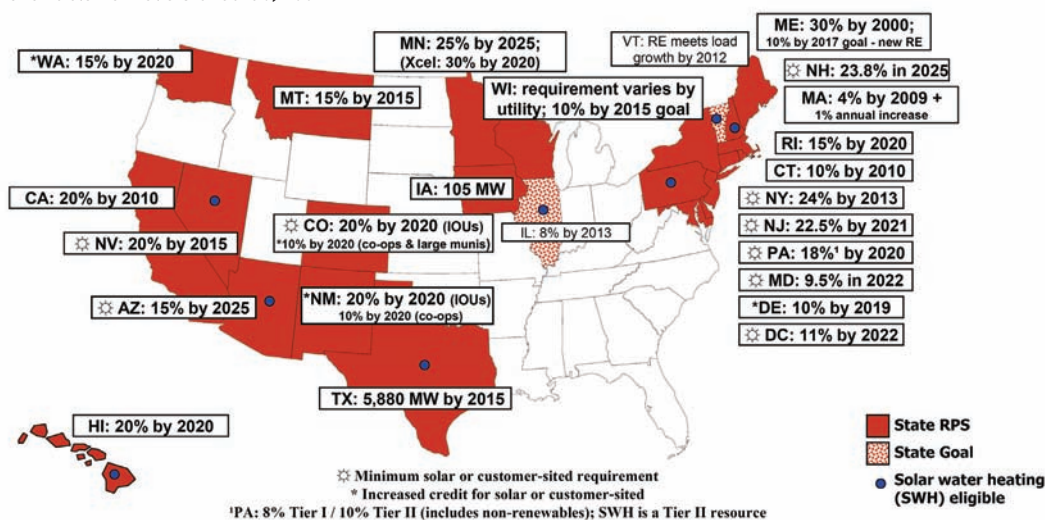 MN: 25% by 2025;
(Xcel: 30% by 2020)
VT: RE meets load
growth by 2012
ME: 30% by 2000;
10% by 2017 goal - new RE
*WA: 15% by 2020
☼ NH: 23.8% in 2025
MT: 15% by 2015
WI: requirement varies by
utility; 10% by 2015 goal
MA: 4% by 2009 +
1% annual increase
RI: 15% by 2020
CT: 10% by 2010
IA: 105 MW
CA: 20% by 2010
☼ NY: 24% by 2013
☼ CO: 20% by 2020 (IOUs)
*10% by 2020 (co-ops & large munis)
IL: 8% by 2013
☼ NJ: 22.5% by 2021
☼ NV: 20% by 2015
☼ PA: 18%¹ by 2020
☼ MD: 9.5% in 2022
☼ AZ: 15% by 2025
*NM: 20% by 2020 (IOUs)
10% by 2020 (co-ops)
*DE: 10% by 2019
☼ DC: 11% by 2022
TX: 5,880 MW by 2015
HI: 20% by 2020
State RPS
State Goal
Solar water heating
(SWH) eligible
☼ Minimum solar or customer-sited requirement
* Increased credit for solar or customer-sited
¹PA: 8% Tier I / 10% Tier II (includes non-renewables); SWH is a Tier II resource